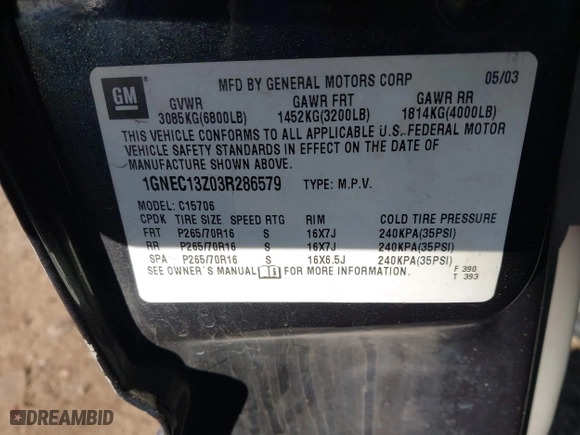 GM
MFD BY GENERAL MOTORS CORP 05/03
GVWR GAWR FRT GAWR RR
3085KG(6800LB) 1452KG(3200LB) 1814KG(4000LB)
THIS VEHICLE CONFORMS TO ALL APPLICABLE U.S. FEDERAL MOTOR
VEHICLE SAFETY STANDARDS IN EFFECT ON THE DATE OF
MANUFACTURE SHOWN ABOVE.
1GNEC13Z03R286579 TYPE: M.P.V.
MODEL: C15706
CPDK TIRE SIZE SPEED RTG RIM COLD TIRE PRESSURE
FRT P265/70R16 S 16X7J 240KPA(35PSI)
RR P265/70R16 S 16X7J 240KPA(35PSI)
SPA P265/70R16 S 16X6.5J 240KPA(35PSI)
SEE OWNER'S MANUAL FOR MORE INFORMATION. F 390
T 393
DREAMBID